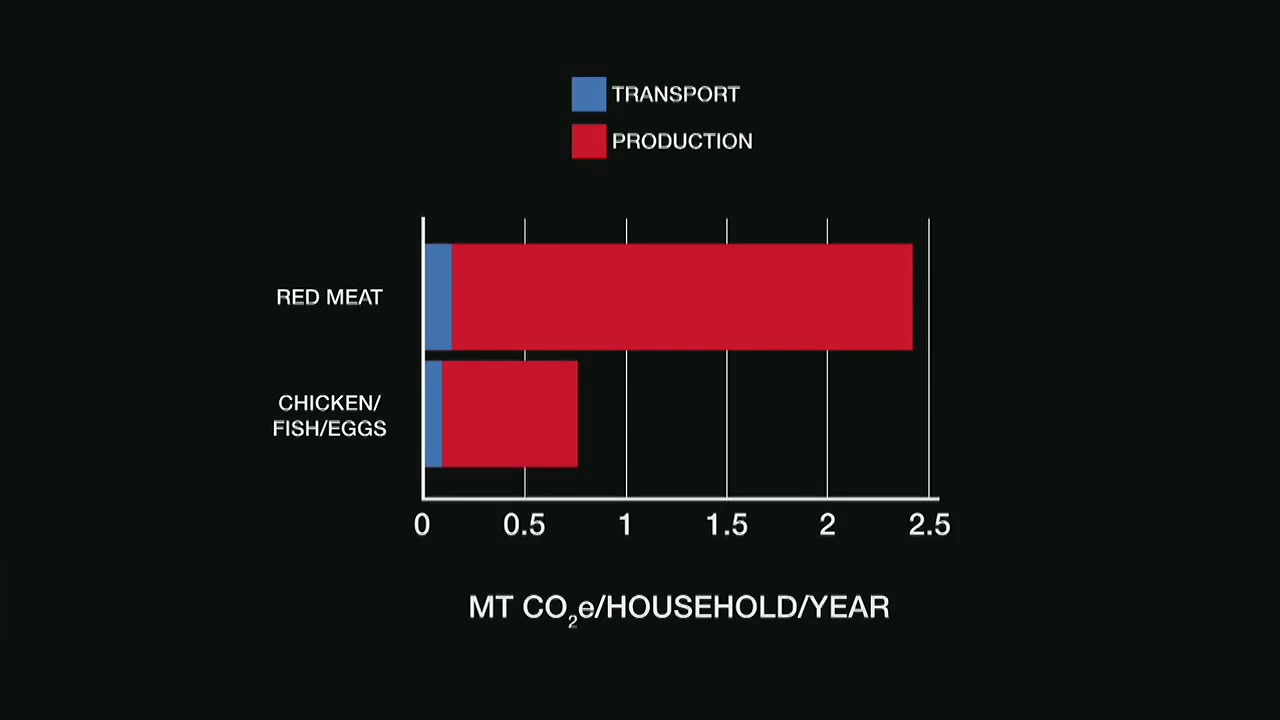 TRANSPORT
PRODUCTION
RED MEAT
CHICKEN/
FISH/EGGS
0 0.5 1 1.5 2 2.5
MT CO₂e/HOUSEHOLD/YEAR